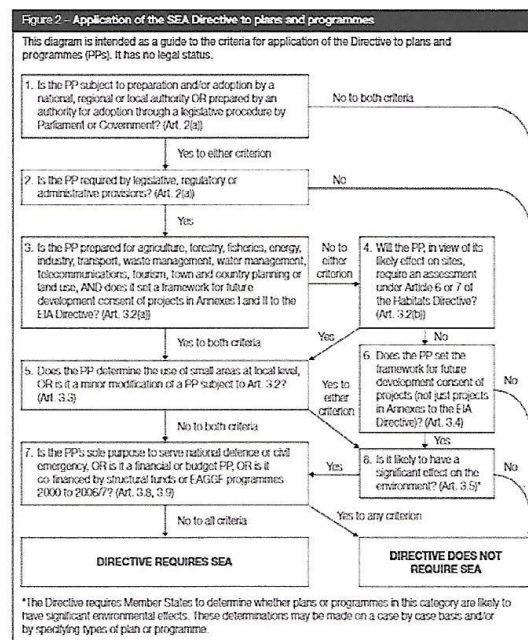 Figure 2 – Application of the SEA Directive to plans and programmes
This diagram is intended as a guide to the criteria for application of the Directive to plans and
programmes (PPs). It has no legal status.
1. Is the PP subject to preparation and/or adoption by a
national, regional or local authority OR prepared by an
authority for adoption through a legislative procedure by
Parliament or Government? (Art. 2(a))
No to both criteria
Yes to either criterion
2. Is the PP required by legislative, regulatory or
administrative provisions? (Art. 2(a))
No
Yes
3. Is the PP prepared for agriculture, forestry, fisheries, energy,
industry, transport, waste management, water management,
telecommunications, tourism, town and country planning or
land use, AND does it set a framework for future
development consent of projects in Annexes I and II to the
EIA Directive? (Art. 3.2(a))
No to
either
criterion
4. Will the PP, in view of its
likely effect on sites,
require an assessment
under Article 6 or 7 of
the Habitats Directive?
(Art. 3.2(b))
Yes to both criteria
Yes
No
5. Does the PP determine the use of small areas at local level,
OR is it a minor modification of a PP subject to Art. 3.2?
(Art. 3.3)
Yes to
either
criterion
6. Does the PP set the
framework for future
development consent of
projects (not just projects
in Annexes to the EIA
Directive)? (Art. 3.4)
No
No to both criteria
Yes
7. Is the PP's sole purpose to serve national defence or civil
emergency, OR is it a financial or budget PP, OR is it
co-financed by structural funds or EAGGF programmes
2000 to 2006/7? (Art. 3.8, 3.9)
Yes
8. Is it likely to have a
significant effect on the
environment? (Art. 3.5)*
No
No to all criteria
Yes to any criterion
DIRECTIVE REQUIRES SEA
DIRECTIVE DOES NOT
REQUIRE SEA
*The Directive requires Member States to determine whether plans or programmes in this category are likely to
have significant environmental effects. These determinations may be made on a case by case basis and/or
by specifying types of plan or programme.